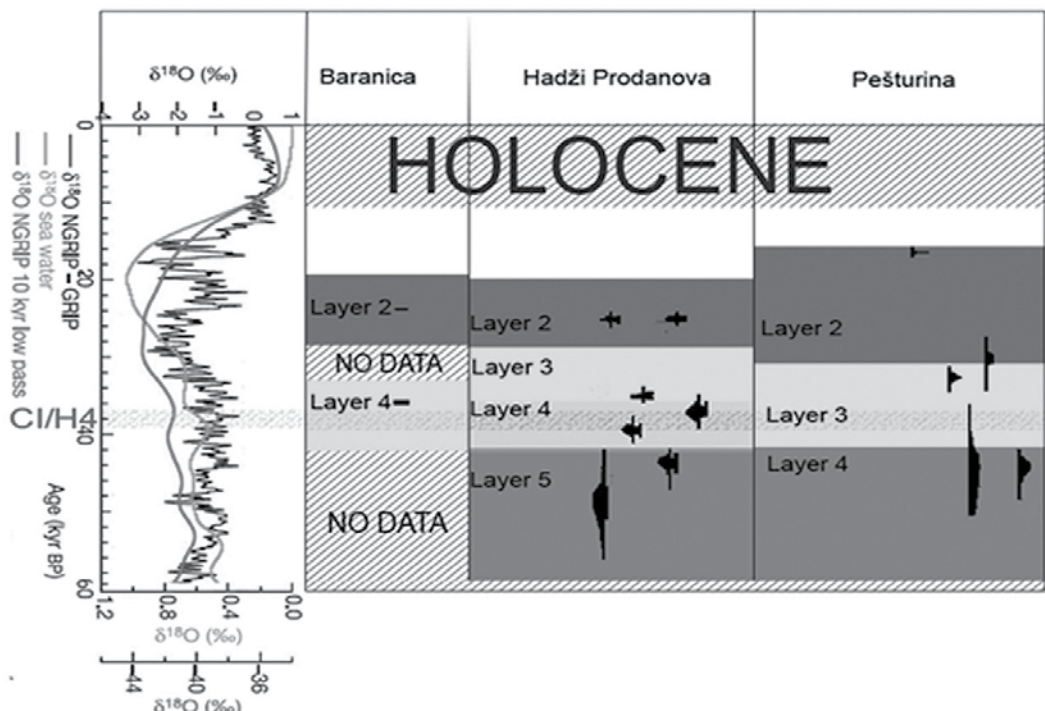 δ¹⁸O (‰)
-4 -3 -2 -1 0 1
Baranica
Hadži Prodanova
Pešturina
HOLOCENE
0
20
40
60
Age (kyr BP)
δ¹⁸O NGRIP-GRIP
δ¹⁸O sea water
δ¹⁸O NGRIP 10 kyr low pass
CI/H4
Layer 2
NO DATA
Layer 4
NO DATA
Layer 2
Layer 3
Layer 4
Layer 5
Layer 2
Layer 3
Layer 4
1.2 0.8 0.4 0.0
δ¹⁸O (‰)
-44 -40 -36
δ¹⁸O (‰)